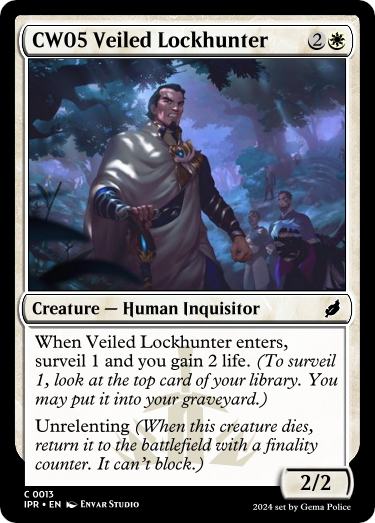 CW05 Veiled Lockhunter 2
Creature — Human Inquisitor
When Veiled Lockhunter enters,
surveil 1 and you gain 2 life. (To surveil
1, look at the top card of your library. You
may put it into your graveyard.)
Unrelenting (When this creature dies,
return it to the battlefield with a finality
counter. It can't block.)
2/2
C 0013
IPR • EN ENVAR STUDIO
2024 set by Gema Police